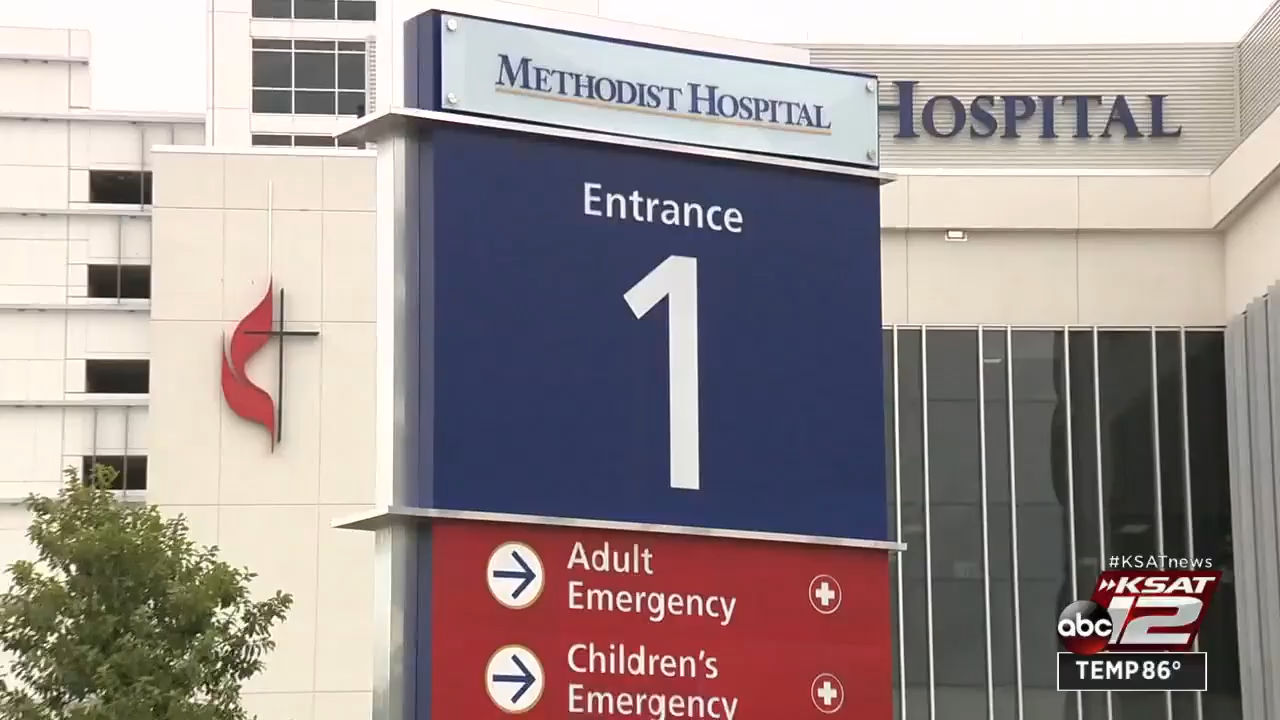 METHODIST HOSPITAL
HOSPITAL
Entrance
1
Adult
Emergency
Children's
Emergency
#KSATnews
KSAT
abc 12
TEMP 86°